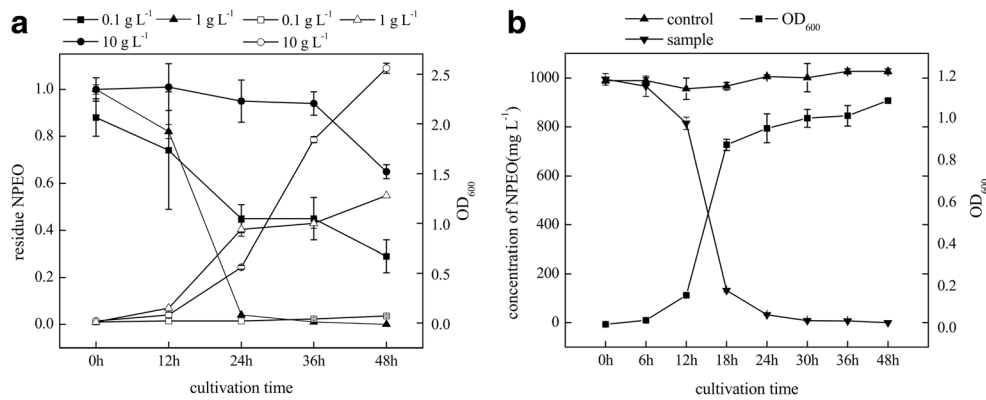 a
0.1 g L-1 1 g L-1 0.1 g L-1 1 g L-1
10 g L-1 10 g L-1
1.0
0.8
0.6
0.4
0.2
0.0
residue NPEO
2.5
2.0
1.5
1.0
0.5
0.0
OD600
0h 12h 24h 36h 48h
cultivation time
b
control OD600
sample
1000
800
600
400
200
0
concentration of NPEO(mg L-1)
1.2
1.0
0.8
0.6
0.4
0.2
0.0
OD600
0h 6h 12h 18h 24h 30h 36h 48h
cultivation time